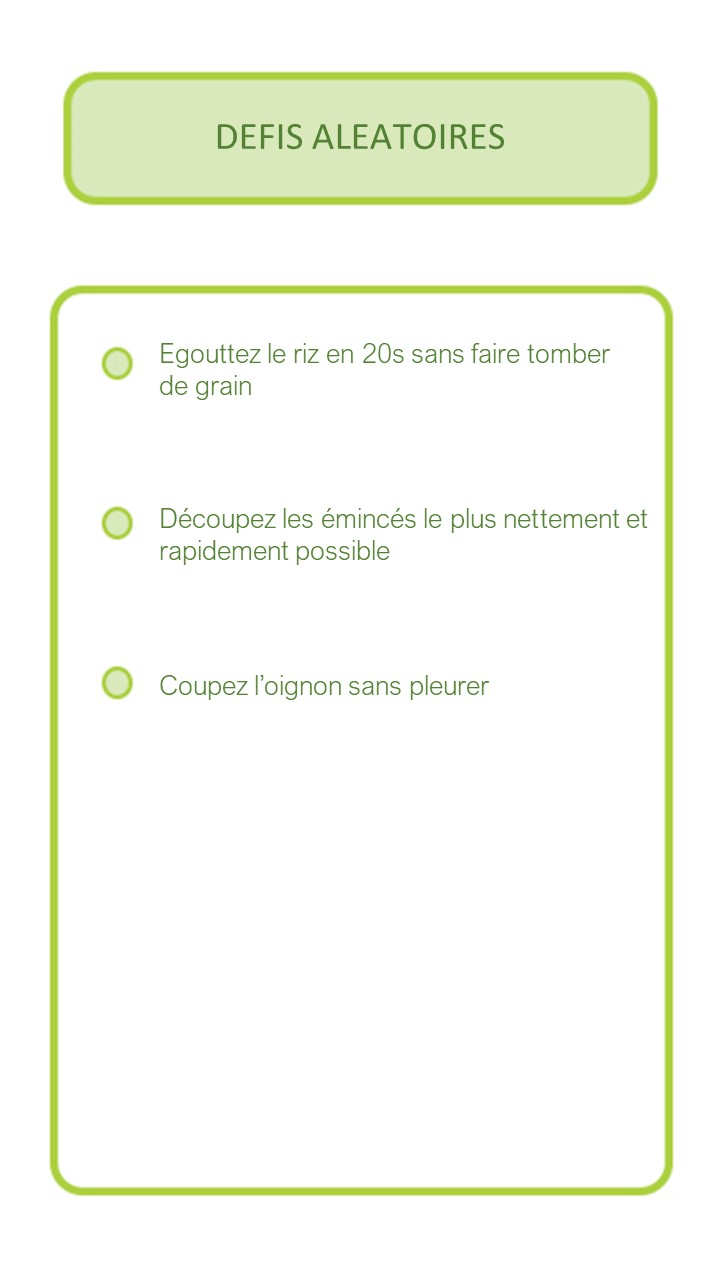 DEFIS ALEATOIRES
Egouttez le riz en 20s sans faire tomber
de grain
Découpez les émincés le plus nettement et
rapidement possible
Coupez l’oignon sans pleurer